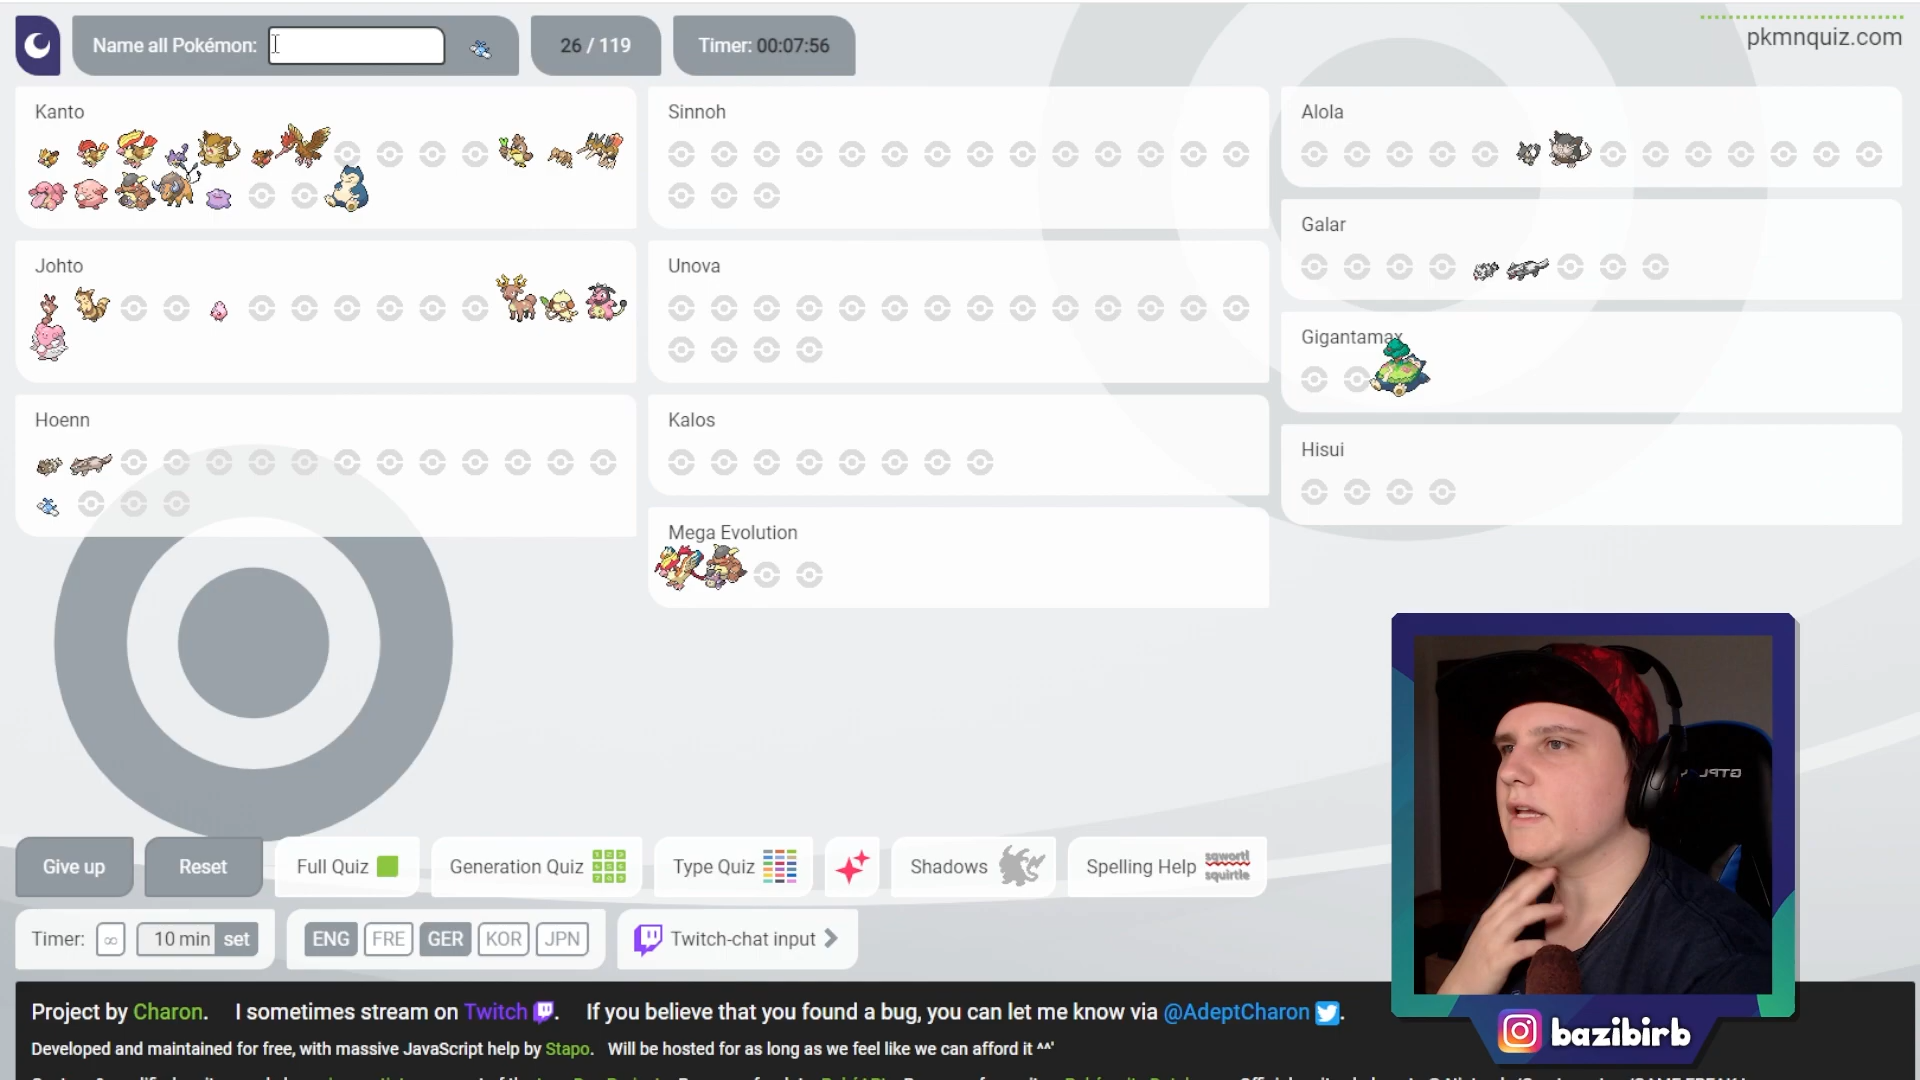 Name all Pokémon:
26 / 119
Timer: 00:07:56
pkmnquiz.com
Kanto
Sinnoh
Alola
Galar
Johto
Unova
Gigantamax
Hoenn
Kalos
Hisui
Mega Evolution
GTPLA
Give up
Reset
Full Quiz
Generation Quiz
Type Quiz
Shadows
Spelling Help
sqwortl
squirtle
Timer: ∞ 10 min set
ENG FRE GER KOR JPN
Twitch-chat input
Project by Charon. I sometimes stream on Twitch. If you believe that you found a bug, you can let me know via @AdeptCharon.
Developed and maintained for free, with massive JavaScript help by Stapo. Will be hosted for as long as we feel like we can afford it ^^'
bazibirb